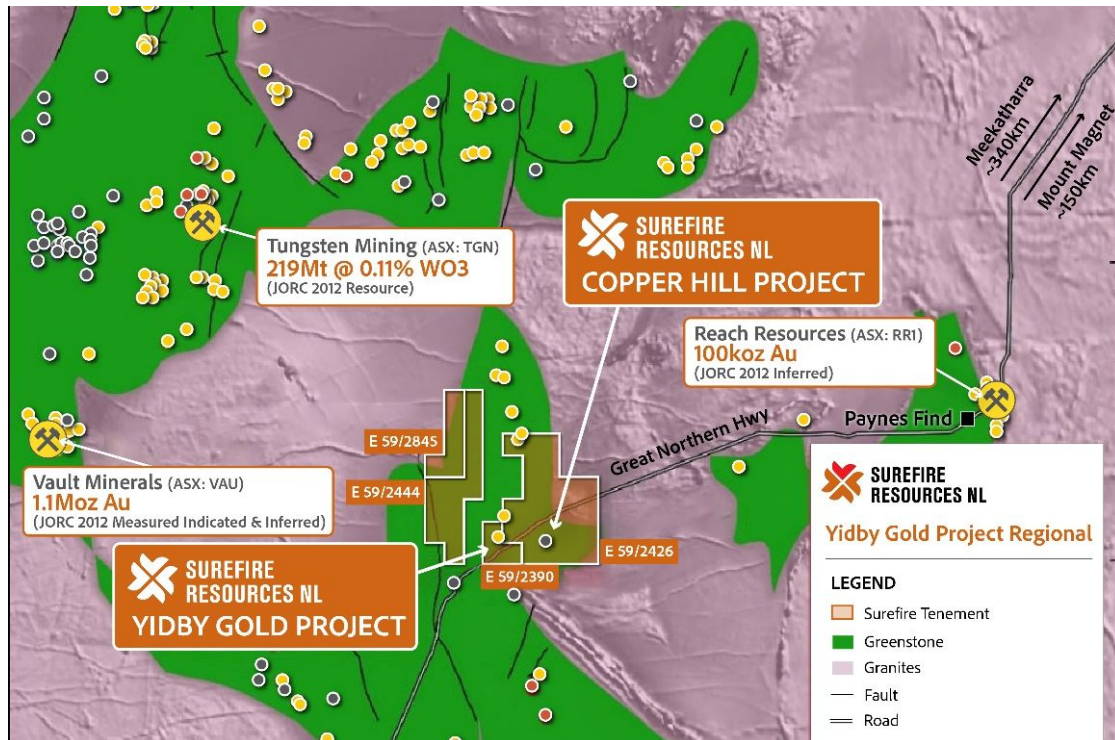 Meekatharra
~340km
Mount Magnet
~150km
SUREFIRE
RESOURCES NL
COPPER HILL PROJECT
Tungsten Mining (ASX: TGN)
219Mt @ 0.11% WO3
(JORC 2012 Resource)
Reach Resources (ASX: RR1)
100koz Au
(JORC 2012 Inferred)
Paynes Find
Great Northern Hwy
E 59/2845
E 59/2444
Vault Minerals (ASX: VAU)
1.1Moz Au
(JORC 2012 Measured Indicated & Inferred)
E 59/2426
E 59/2390
SUREFIRE
RESOURCES NL
YIDBY GOLD PROJECT
SUREFIRE
RESOURCES NL
Yidby Gold Project Regional
LEGEND
Surefire Tenement
Greenstone
Granites
Fault
Road